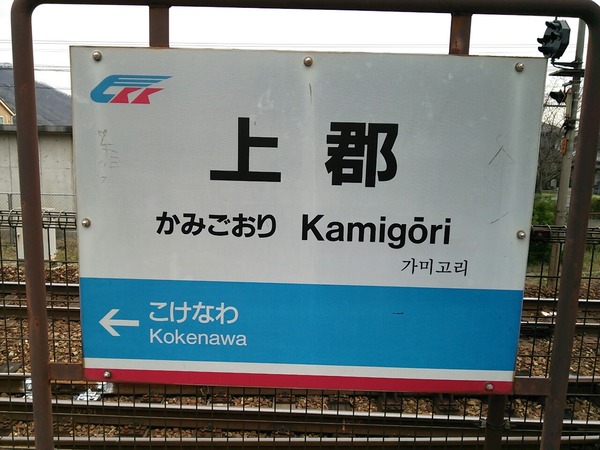 上郡
かみごおり Kamigōri
가미고리
← こけなわ
Kokenawa